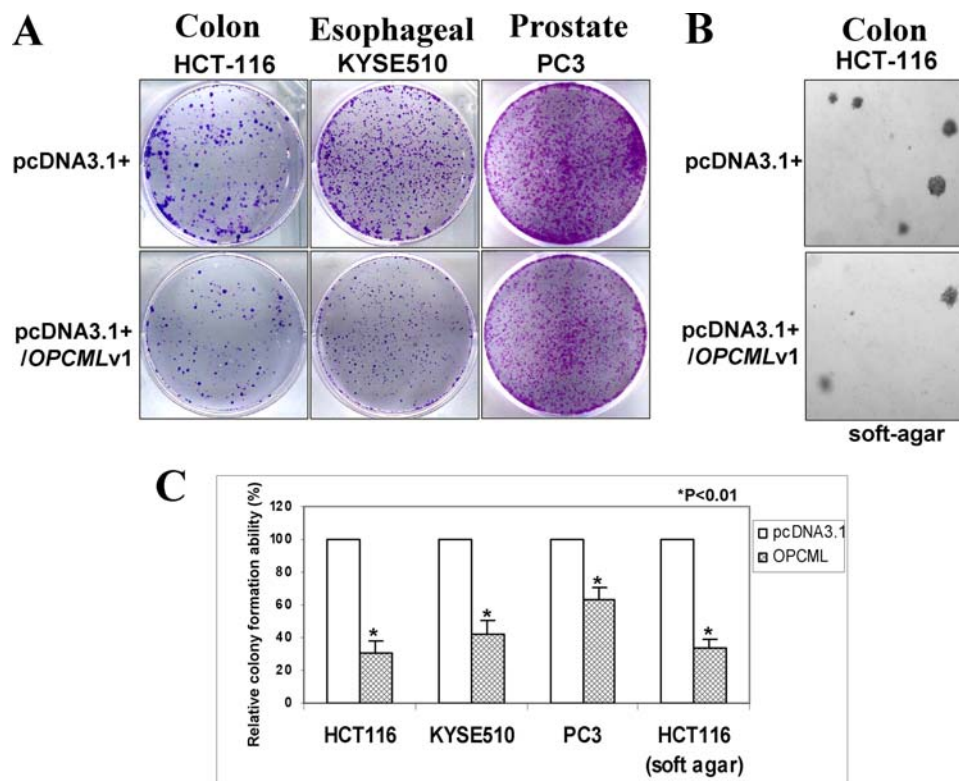 A
Colon
HCT-116
Esophageal
KYSE510
Prostate
PC3
pcDNA3.1+
pcDNA3.1+
/OPCMLv1
B
Colon
HCT-116
pcDNA3.1+
pcDNA3.1+
/OPCMLv1
soft-agar
C
Relative colony formation ability (%)
120
100
80
60
40
20
0
*P<0.01
pcDNA3.1
OPCML
*
*
*
*
HCT116
KYSE510
PC3
HCT116
(soft agar)